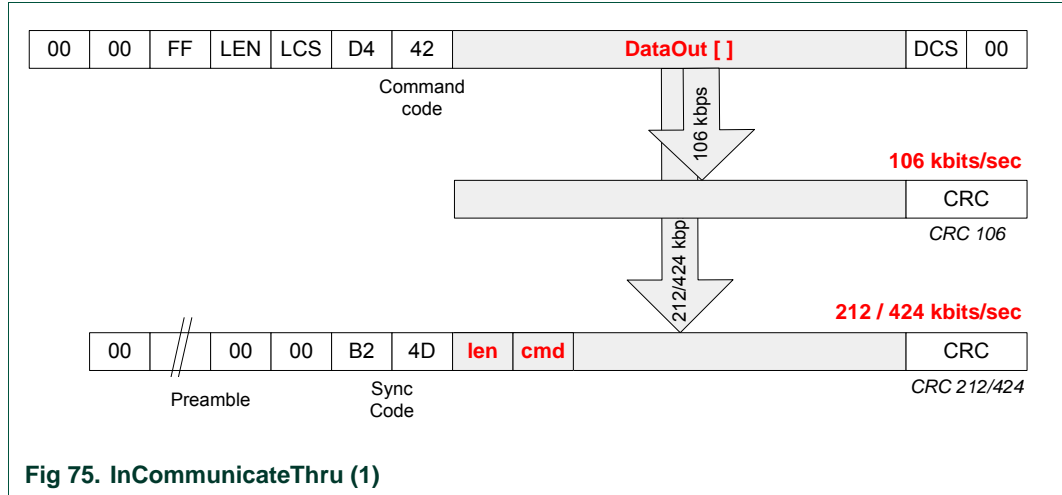 00 00 FF LEN LCS D4 42 DataOut [ ] DCS 00
Command
code
106 kbps
106 kbits/sec
CRC
CRC 106
212/424 kbp
212 / 424 kbits/sec
00 00 00 B2 4D len cmd CRC
Preamble
Sync
Code
CRC 212/424
Fig 75. InCommunicateThru (1)